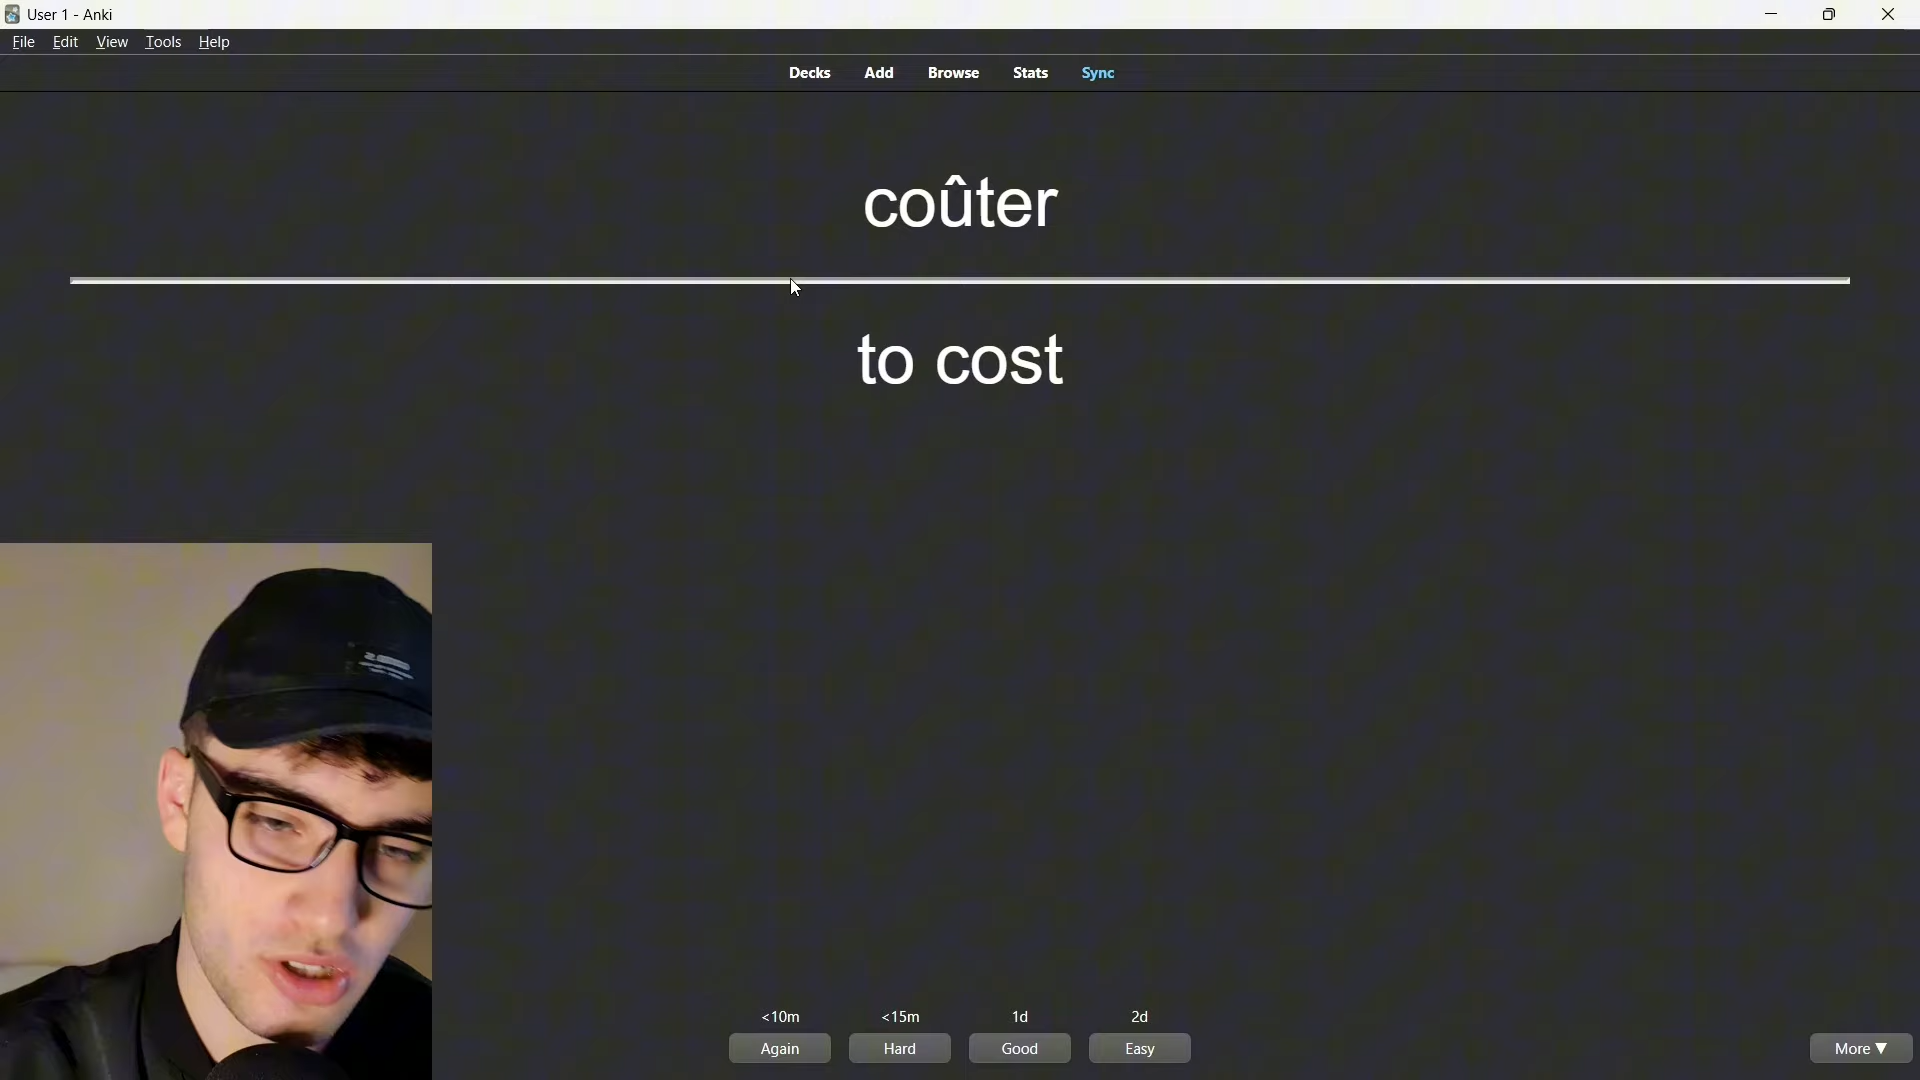 User 1 - Anki
File Edit View Tools Help
Decks Add Browse Stats Sync
coûter
to cost
<10m <15m 1d 2d
Again Hard Good Easy More ▼